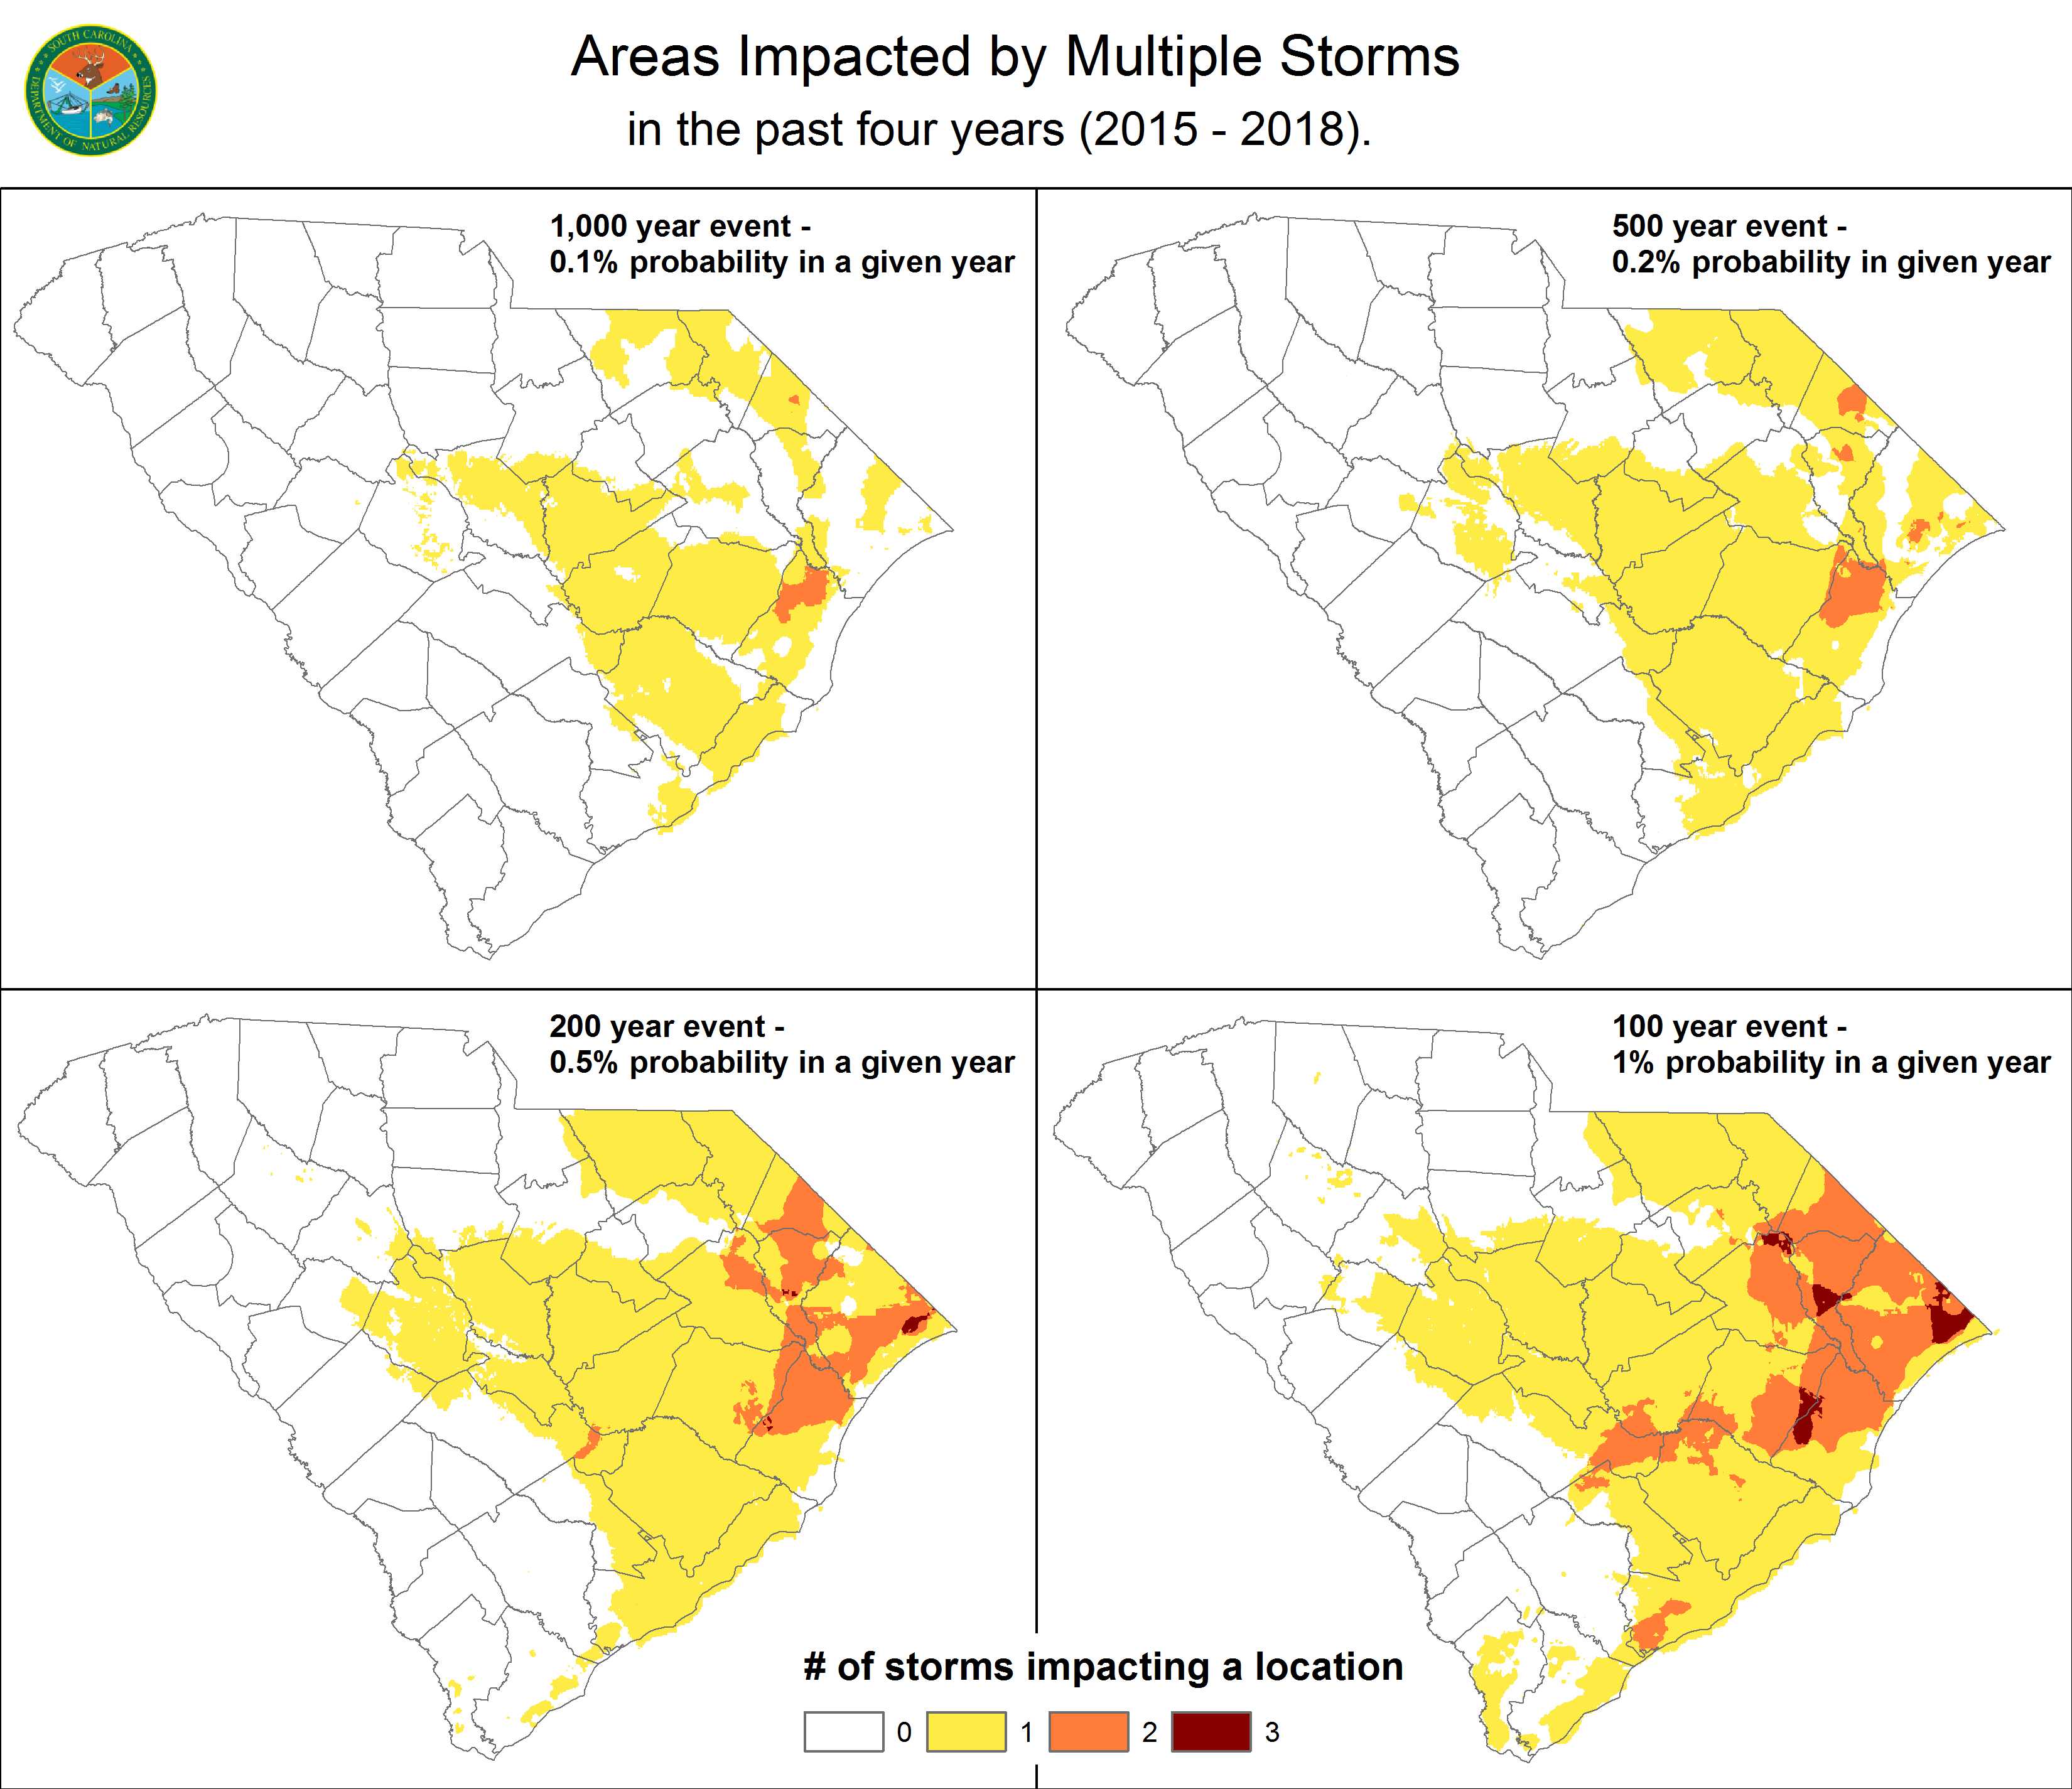 SOUTH CAROLINA
DEPARTMENT OF NATURAL RESOURCES
Areas Impacted by Multiple Storms
in the past four years (2015 - 2018).
1,000 year event -
0.1% probability in a given year
500 year event -
0.2% probability in given year
200 year event -
0.5% probability in a given year
100 year event -
1% probability in a given year
# of storms impacting a location
0 1 2 3